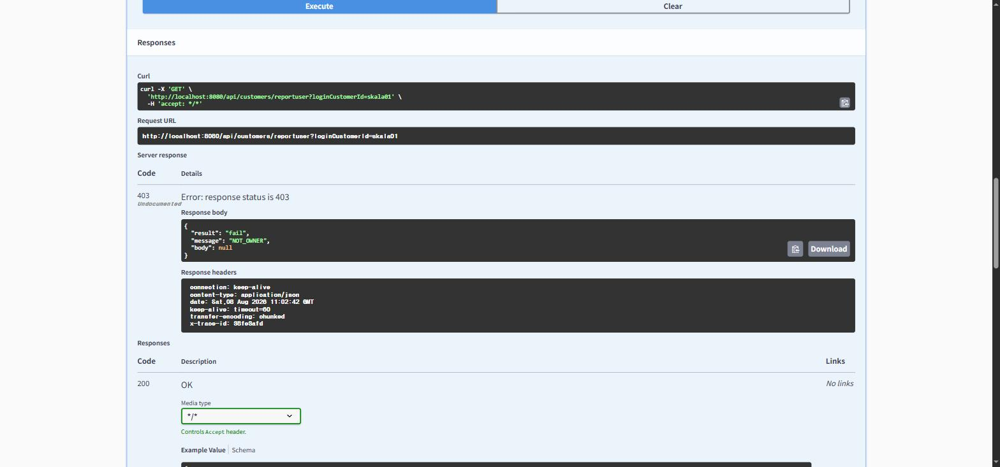 Execute
Clear
Responses
Curl
curl -X 'GET' \
'http://localhost:8080/api/customers/reportuser?loginCustomerId=skala01' \
-H 'accept: */*'
Request URL
http://localhost:8080/api/customers/reportuser?loginCustomerId=skala01
Server response
Code Details
403 Error: response status is 403
Undocumented
Response body
{
"result": "fail",
"message": "NOT_OWNER",
"body": null
}
Download
Response headers
connection: keep-alive
content-type: application/json
date: Sat,08 Aug 2026 11:02:42 GMT
keep-alive: timeout=60
transfer-encoding: chunked
x-trace-id:
Responses
Code Description Links
200 OK No links
Media type
*/*
Controls Accept header.
Example Value Schema